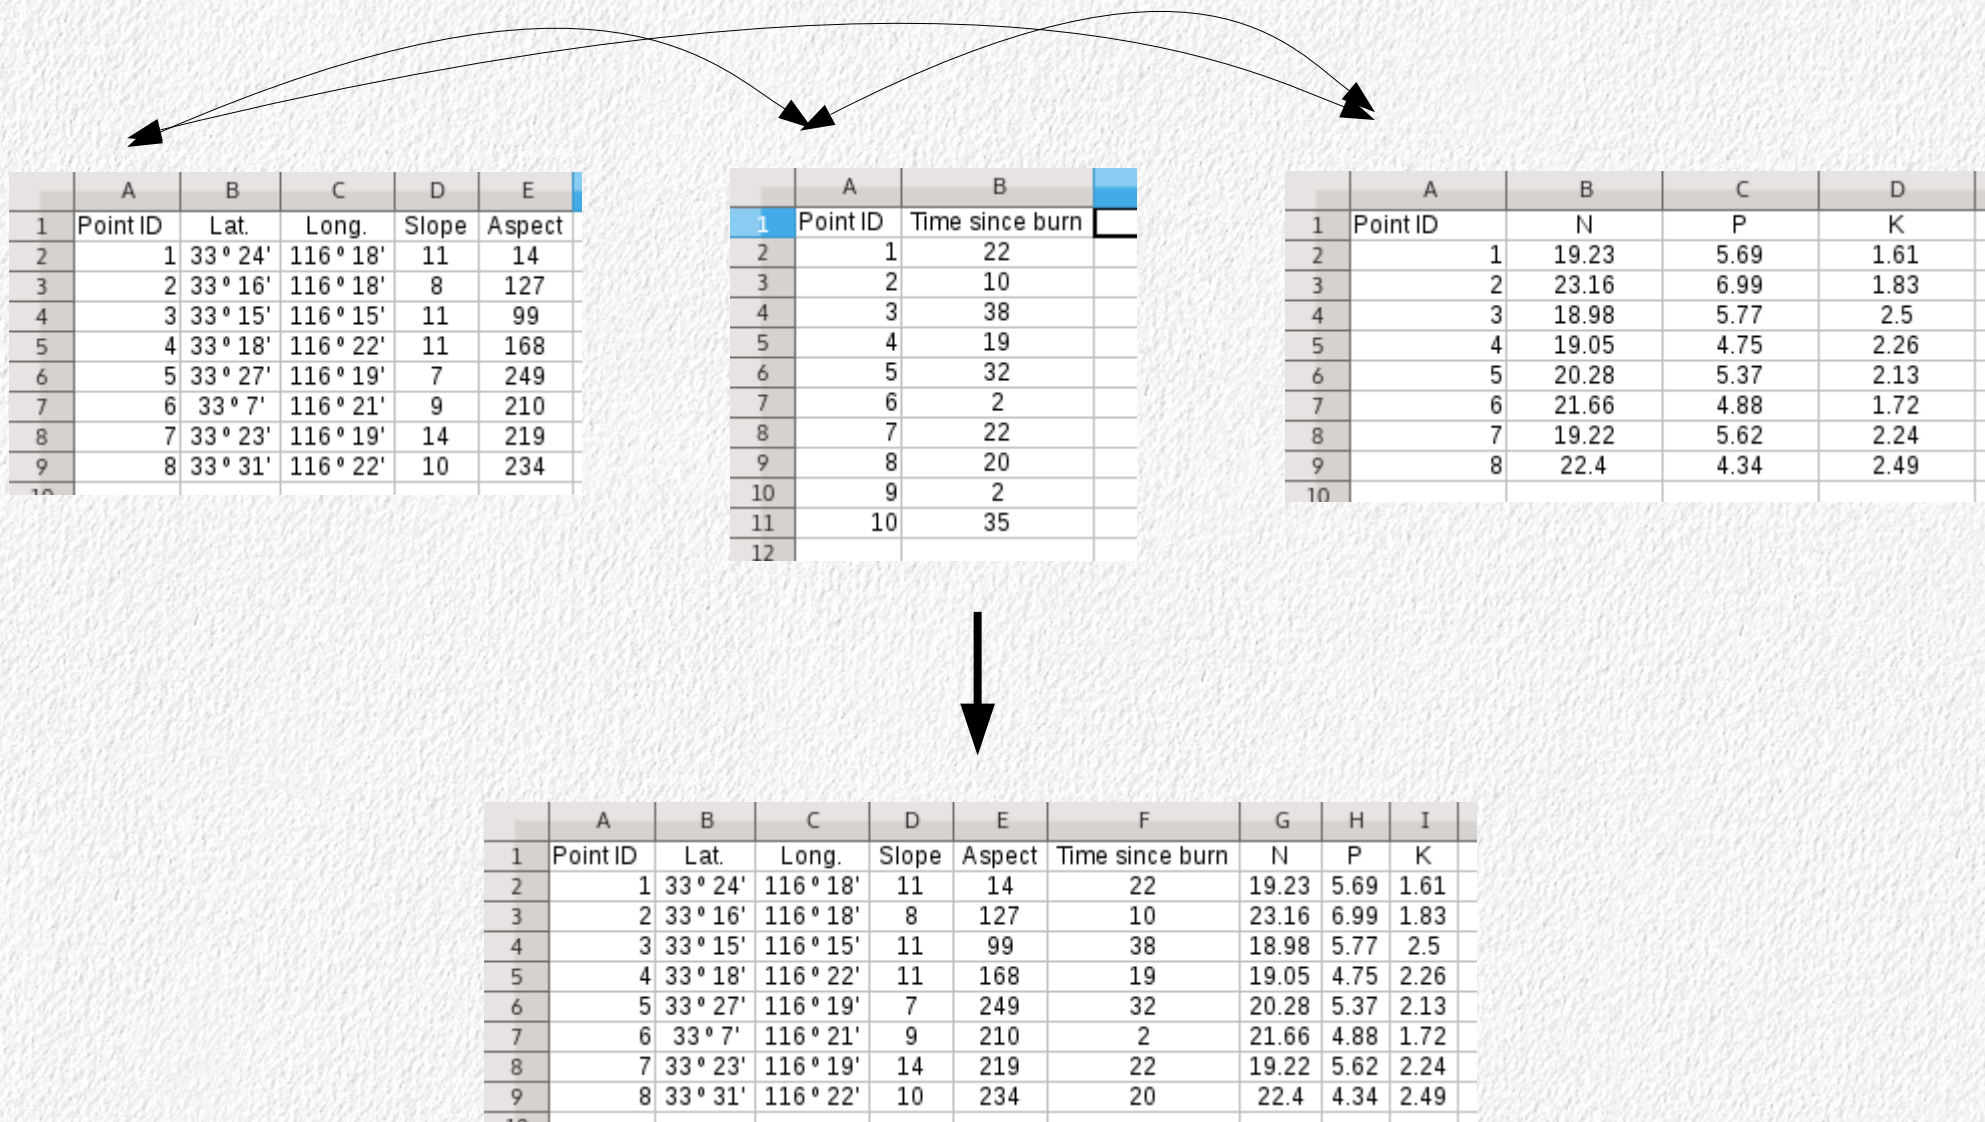 A B C D E
1 Point ID Lat. Long. Slope Aspect
2 1 33 º 24' 116 º 18' 11 14
3 2 33 º 16' 116 º 18' 8 127
4 3 33 º 15' 116 º 15' 11 99
5 4 33 º 18' 116 º 22' 11 168
6 5 33 º 27' 116 º 19' 7 249
7 6 33 º 7' 116 º 21' 9 210
8 7 33 º 23' 116 º 19' 14 219
9 8 33 º 31' 116 º 22' 10 234
10
A B
1 Point ID Time since burn
2 1 22
3 2 10
4 3 38
5 4 19
6 5 32
7 6 2
8 7 22
9 8 20
10 9 2
11 10 35
12
A B C D
1 Point ID N P K
2 1 19.23 5.69 1.61
3 2 23.16 6.99 1.83
4 3 18.98 5.77 2.5
5 4 19.05 4.75 2.26
6 5 20.28 5.37 2.13
7 6 21.66 4.88 1.72
8 7 19.22 5.62 2.24
9 8 22.4 4.34 2.49
10
A B C D E F G H I
1 Point ID Lat. Long. Slope Aspect Time since burn N P K
2 1 33 º 24' 116 º 18' 11 14 22 19.23 5.69 1.61
3 2 33 º 16' 116 º 18' 8 127 10 23.16 6.99 1.83
4 3 33 º 15' 116 º 15' 11 99 38 18.98 5.77 2.5
5 4 33 º 18' 116 º 22' 11 168 19 19.05 4.75 2.26
6 5 33 º 27' 116 º 19' 7 249 32 20.28 5.37 2.13
7 6 33 º 7' 116 º 21' 9 210 2 21.66 4.88 1.72
8 7 33 º 23' 116 º 19' 14 219 22 19.22 5.62 2.24
9 8 33 º 31' 116 º 22' 10 234 20 22.4 4.34 2.49